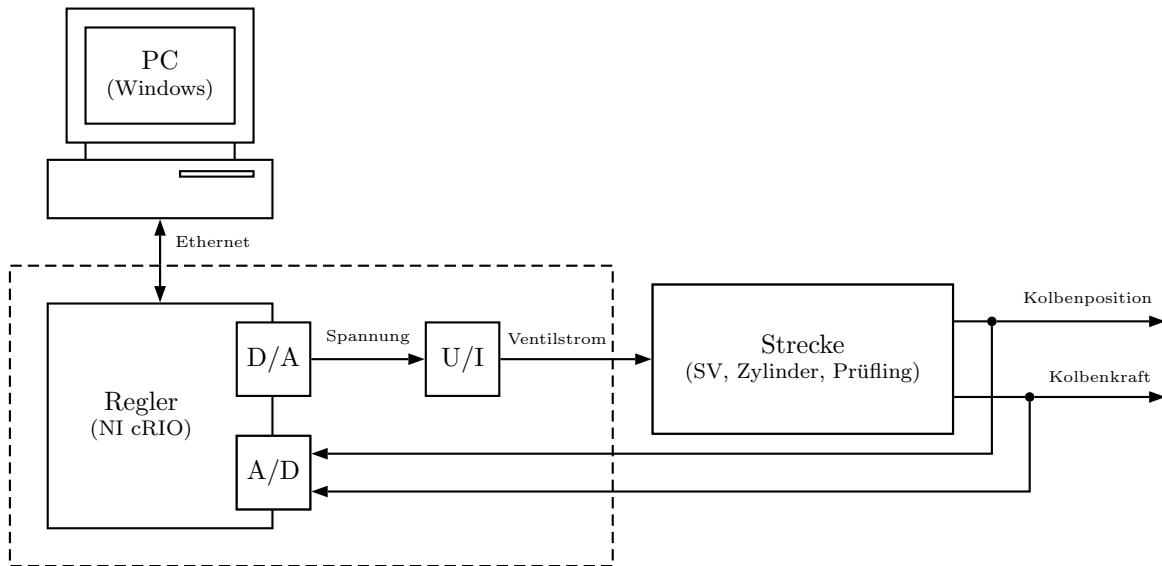 PC
(Windows)
Ethernet
Kolbenposition
Spannung
Ventilstrom
D/A
U/I
Strecke
(SV, Zylinder, Prüfling)
Kolbenkraft
Regler
(NI cRIO)
A/D